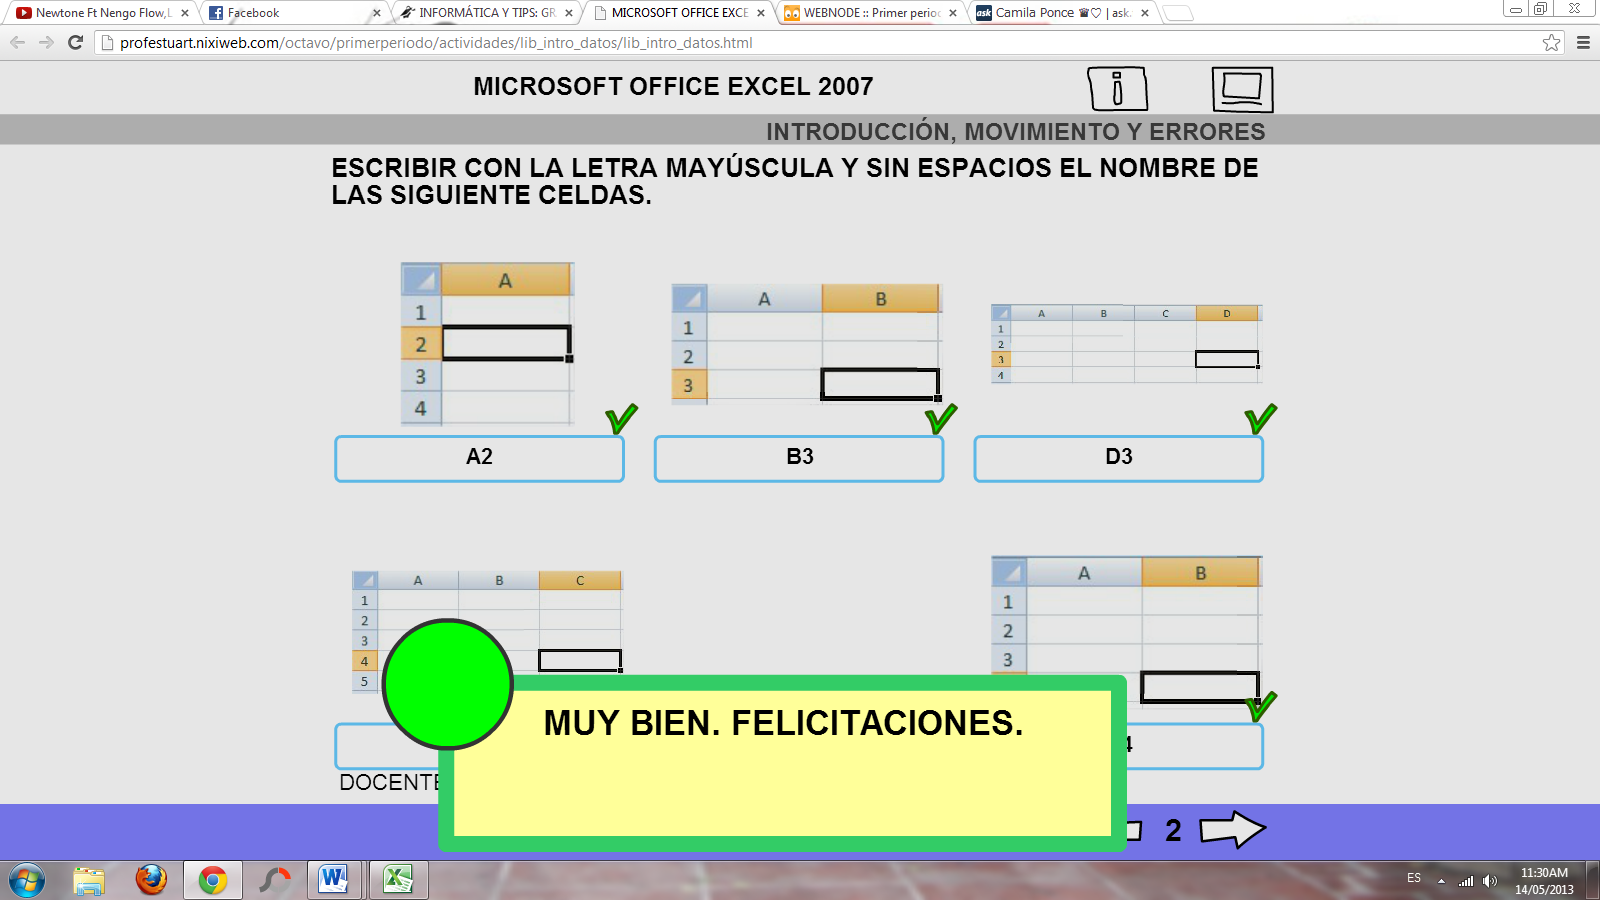 Newtone Ft Nengo Flow,L
Facebook
INFORMÁTICA Y TIPS: GR
MICROSOFT OFFICE EXCE
WEBNODE :: Primer period
ask Camila Ponce ♛♡ | ask.
profestuart.nixiweb.com/octavo/primerperiodo/actividades/lib_intro_datos/lib_intro_datos.html
MICROSOFT OFFICE EXCEL 2007
i
INTRODUCCIÓN, MOVIMIENTO Y ERRORES
ESCRIBIR CON LA LETRA MAYÚSCULA Y SIN ESPACIOS EL NOMBRE DE
LAS SIGUIENTE CELDAS.
A
1
2
3
4
A B
1
2
3
A B C D
1
2
3
4
A2
B3
D3
A B C
1
2
3
4
5
A B
1
2
3
MUY BIEN. FELICITACIONES.
4
DOCENTE
2
ES
11:30AM
14/05/2013